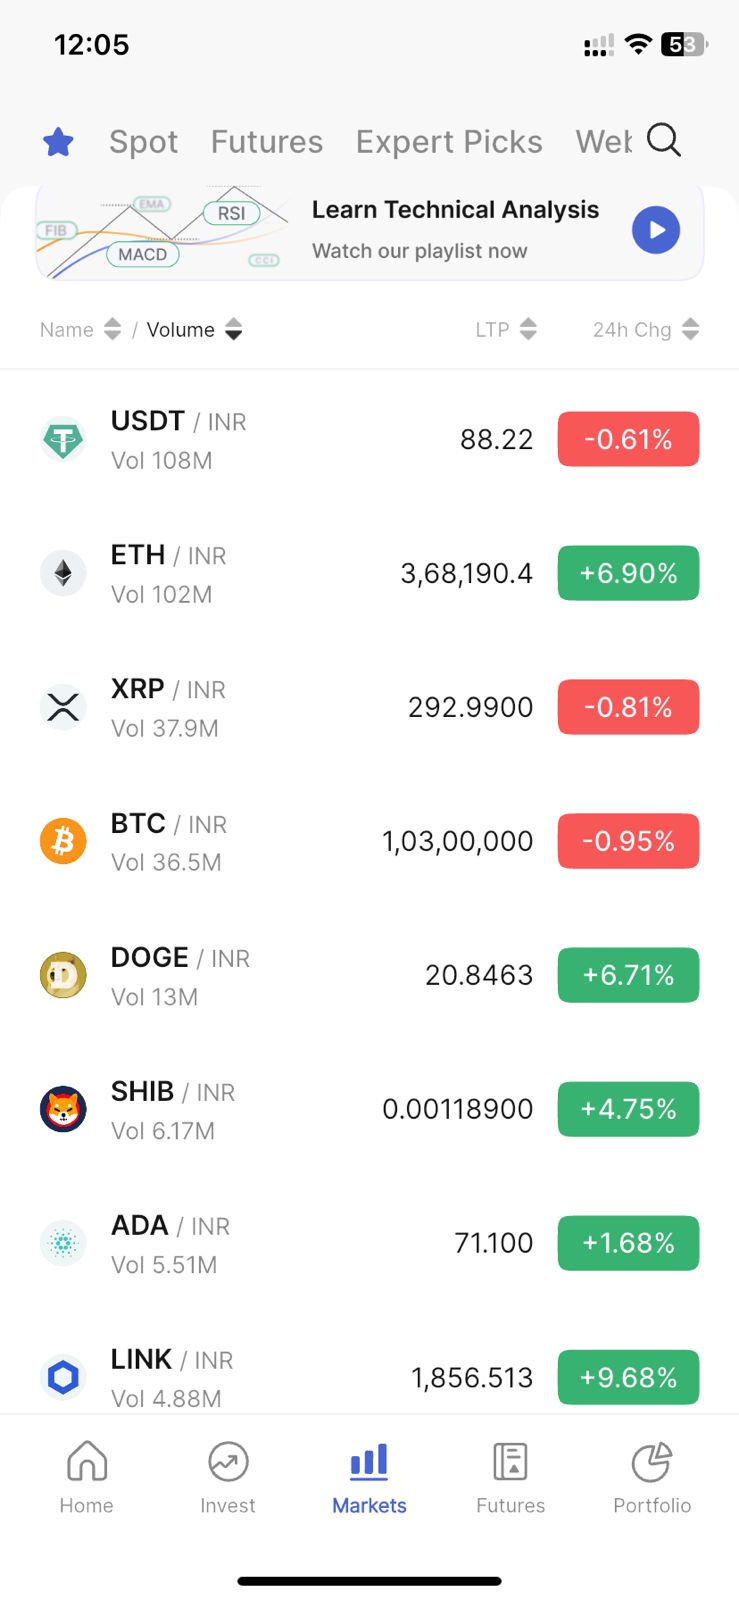 12:05
53
Spot Futures Expert Picks Web
EMA
FIB
RSI
MACD
CCI
Learn Technical Analysis
Watch our playlist now
Name / Volume LTP 24h Chg
USDT / INR
Vol 108M
88.22
-0.61%
ETH / INR
Vol 102M
3,68,190.4
+6.90%
XRP / INR
Vol 37.9M
292.9900
-0.81%
BTC / INR
Vol 36.5M
1,03,00,000
-0.95%
DOGE / INR
Vol 13M
20.8463
+6.71%
SHIB / INR
Vol 6.17M
0.00118900
+4.75%
ADA / INR
Vol 5.51M
71.100
+1.68%
LINK / INR
Vol 4.88M
1,856.513
+9.68%
Home Invest Markets Futures Portfolio